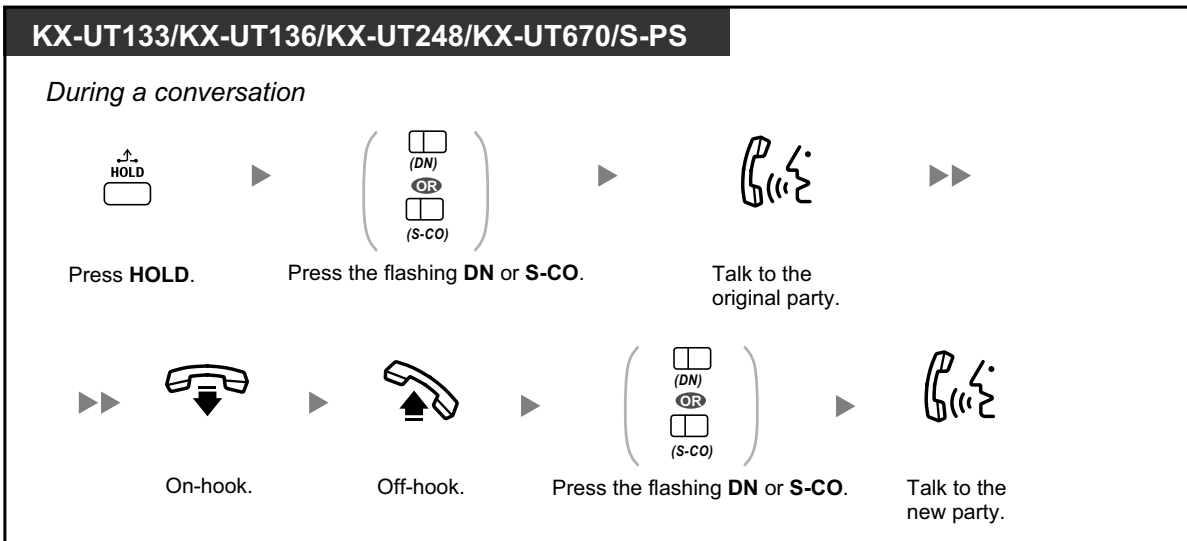 KX-UT133/KX-UT136/KX-UT248/KX-UT670/S-PS
During a conversation
HOLD
(DN)
OR
(S-CO)
Press HOLD.
Press the flashing DN or S-CO.
Talk to the
original party.
(DN)
OR
(S-CO)
On-hook.
Off-hook.
Press the flashing DN or S-CO.
Talk to the
new party.